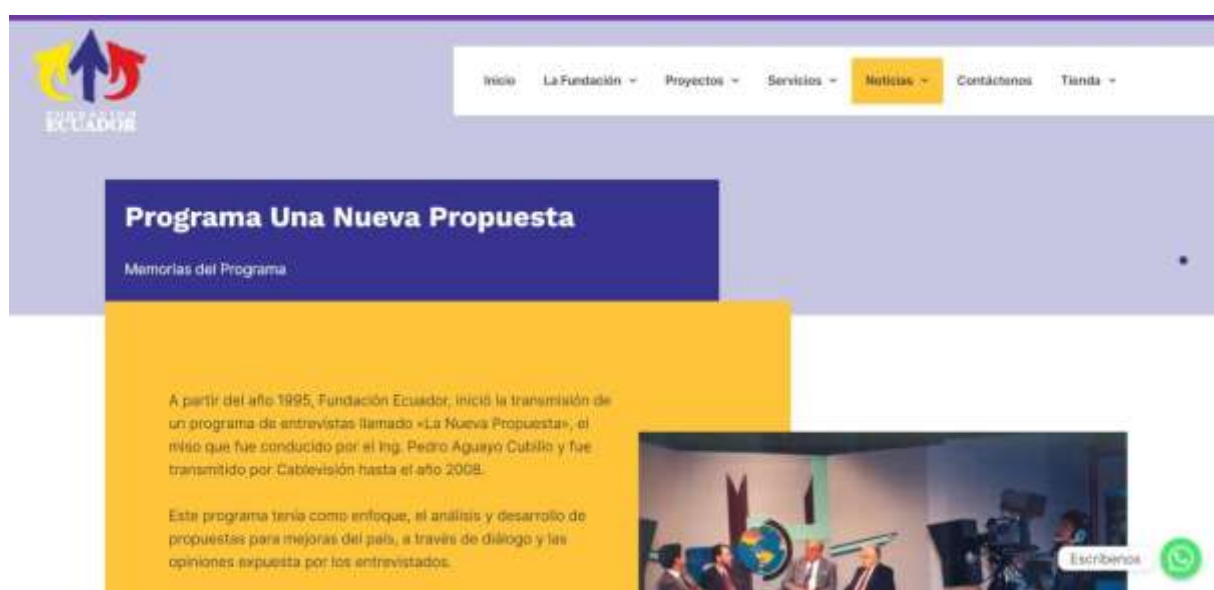 FUNDACIÓN
ECUADOR
Inicio La Fundación Proyectos Servicios Noticias Contáctenos Tienda
Programa Una Nueva Propuesta
Memorias del Programa
A partir del año 1995, Fundación Ecuador, inició la transmisión de
un programa de entrevistas llamado «La Nueva Propuesta», el
miso que fue conducido por el Ing. Pedro Aguayo Cubillo y fue
transmitido por Cablevisión hasta el año 2008.
Este programa tenía como enfoque, el análisis y desarrollo de
propuestas para mejoras del país, a través de diálogo y las
opiniones expuesta por los entrevistados.
Escríbenos